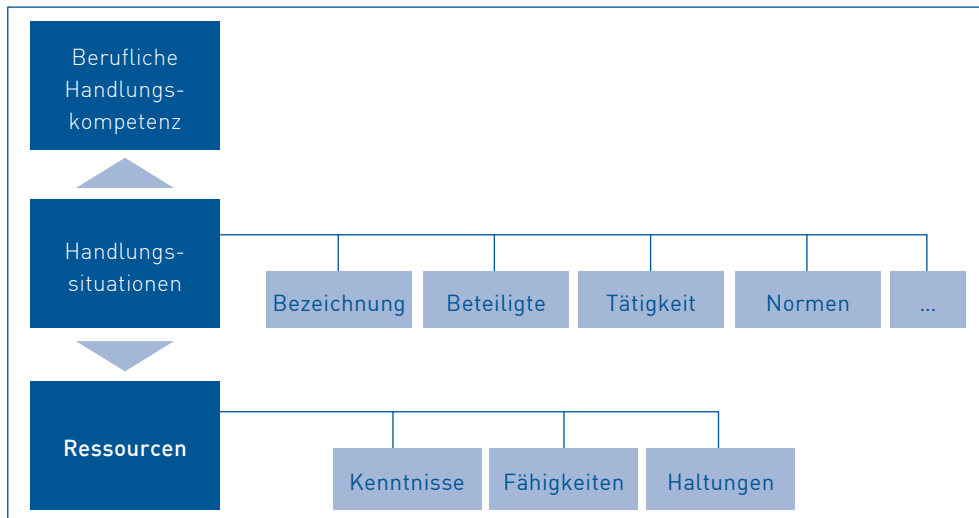 Berufliche
Handlungs-
kompetenz
Handlungs-
situationen
Bezeichnung
Beteiligte
Tätigkeit
Normen
...
Ressourcen
Kenntnisse
Fähigkeiten
Haltungen